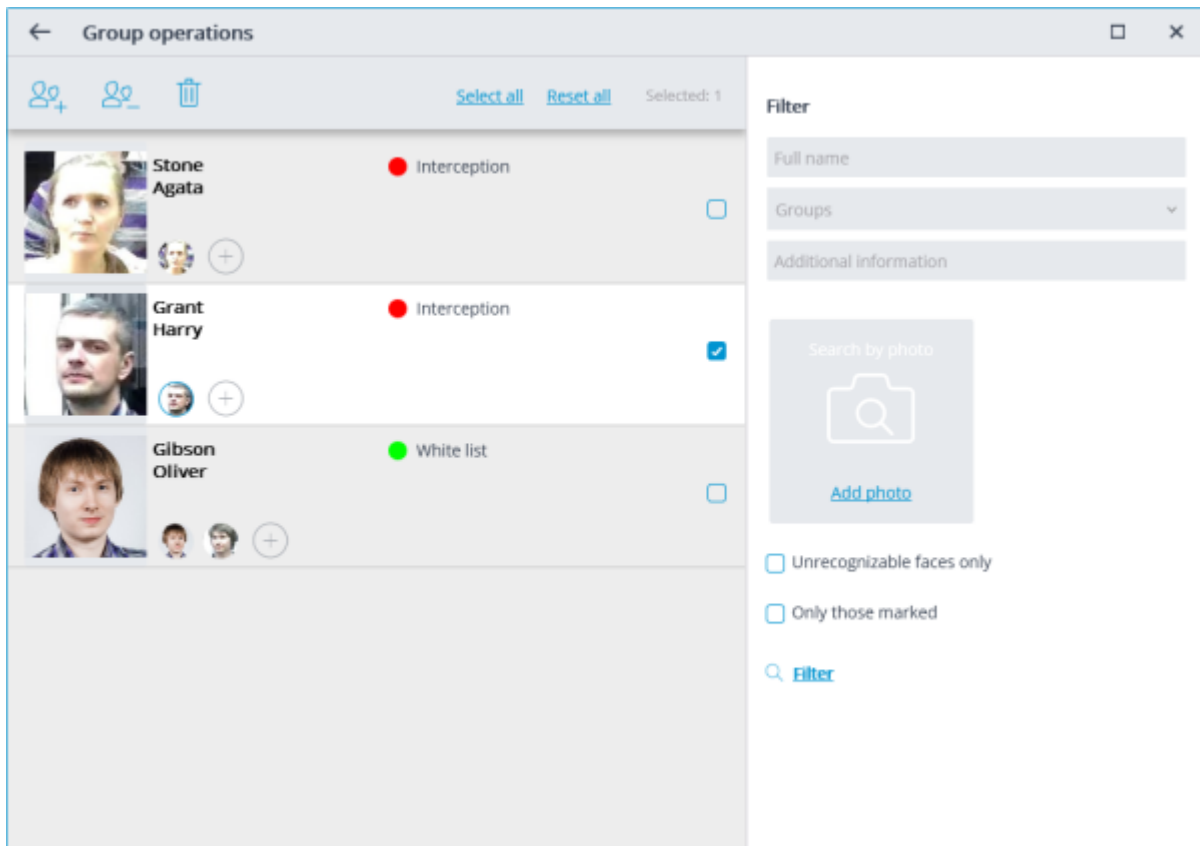 Group operations
Select all Reset all Selected: 1
Stone
Agata
Interception
Grant
Harry
Interception
Gibson
Oliver
White list
Filter
Full name
Groups
Additional information
Search by photo
Add photo
Unrecognizable faces only
Only those marked
Filter